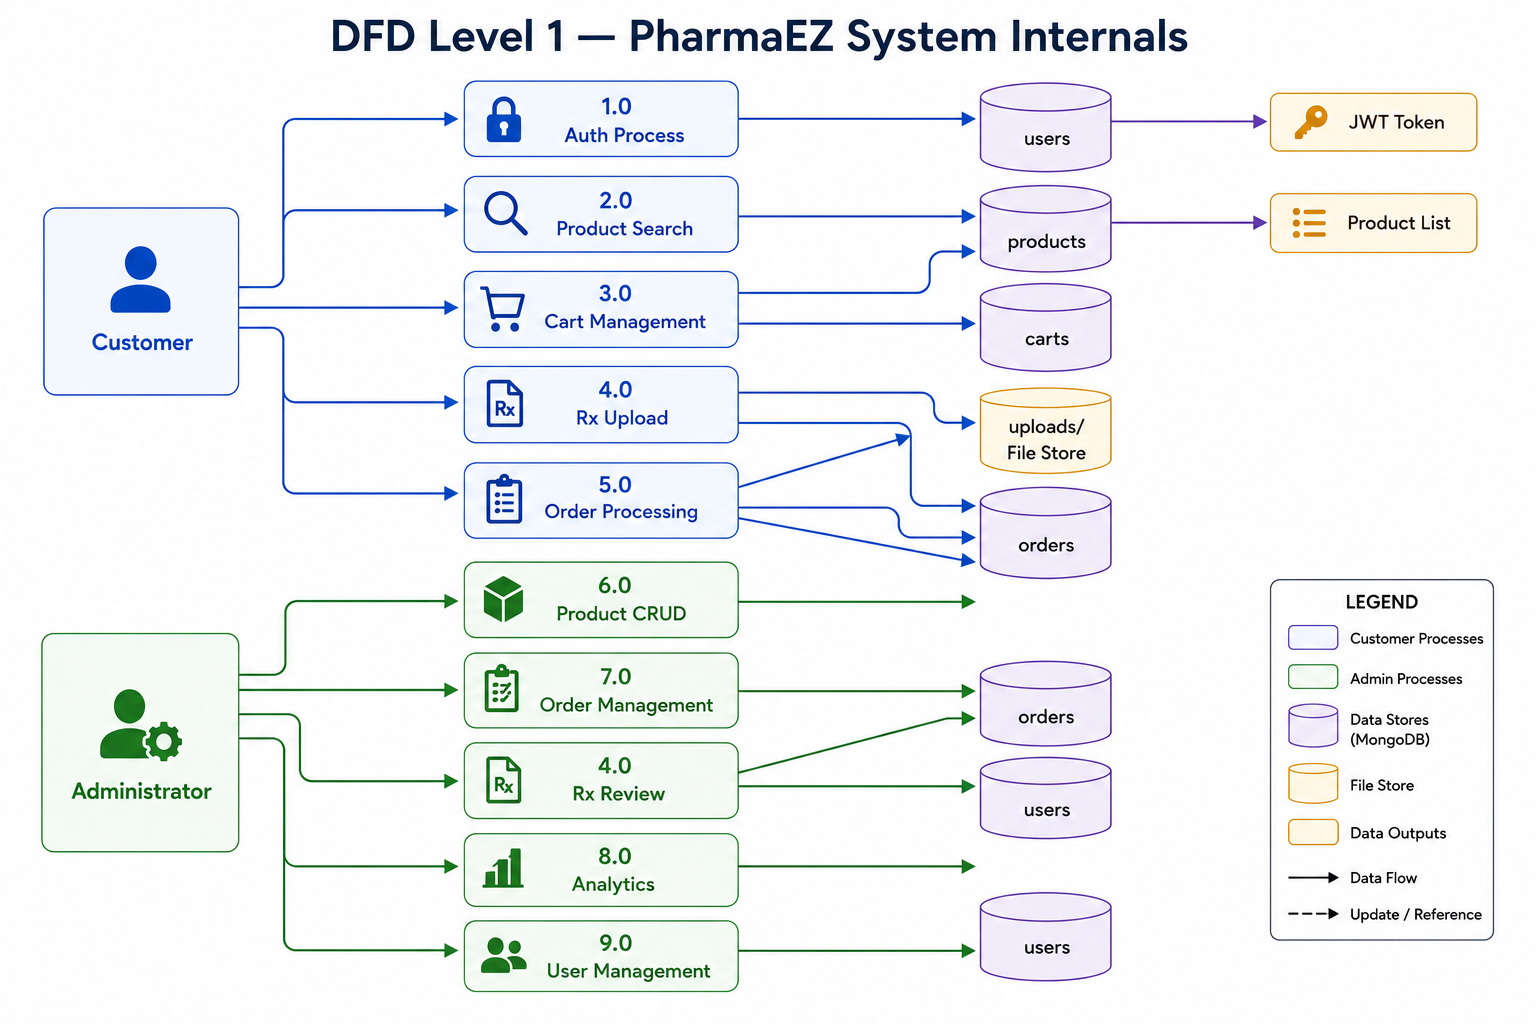 DFD Level 1 — PharmaEZ System Internals
Customer
Administrator
1.0
Auth Process
2.0
Product Search
3.0
Cart Management
Rx
4.0
Rx Upload
5.0
Order Processing
6.0
Product CRUD
7.0
Order Management
Rx
4.0
Rx Review
8.0
Analytics
9.0
User Management
users
products
carts
uploads/
File Store
orders
orders
users
users
JWT Token
Product List
LEGEND
Customer Processes
Admin Processes
Data Stores
(MongoDB)
File Store
Data Outputs
Data Flow
Update / Reference